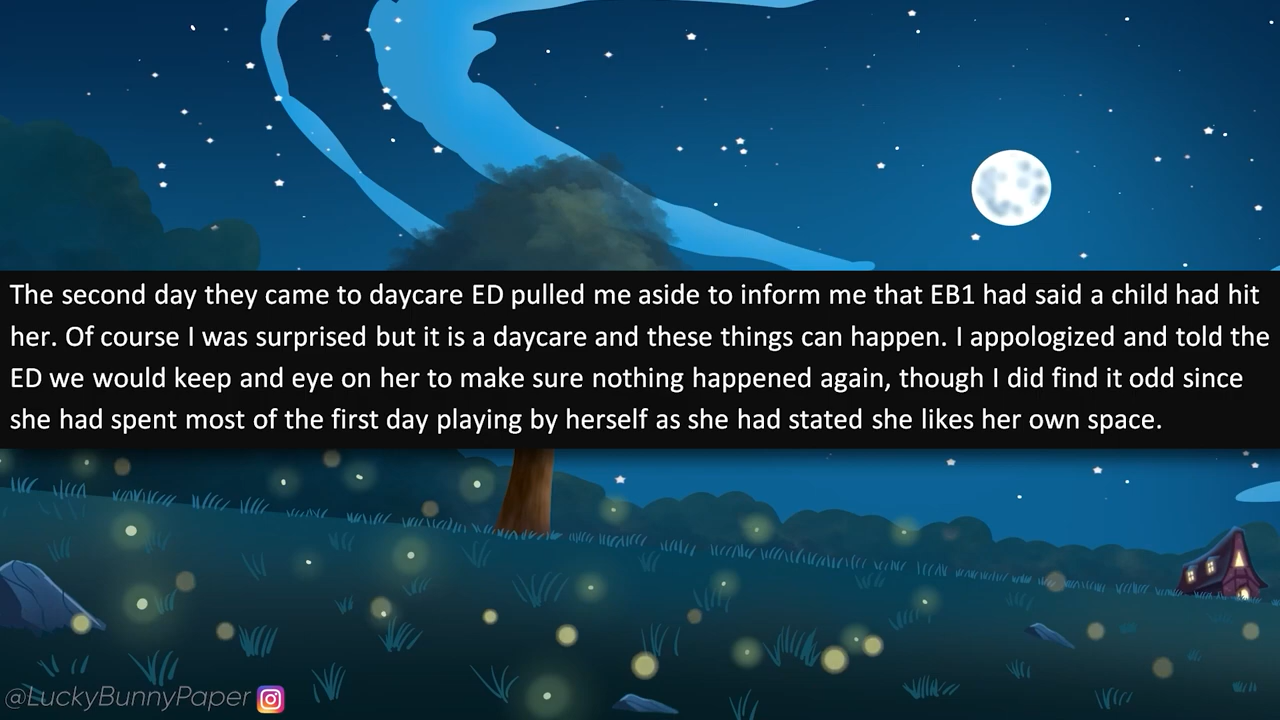 The second day they came to daycare ED pulled me aside to inform me that EB1 had said a child had hit
her. Of course I was surprised but it is a daycare and these things can happen. I appologized and told the
ED we would keep and eye on her to make sure nothing happened again, though I did find it odd since
she had spent most of the first day playing by herself as she had stated she likes her own space.
@LuckyBunnyPaper